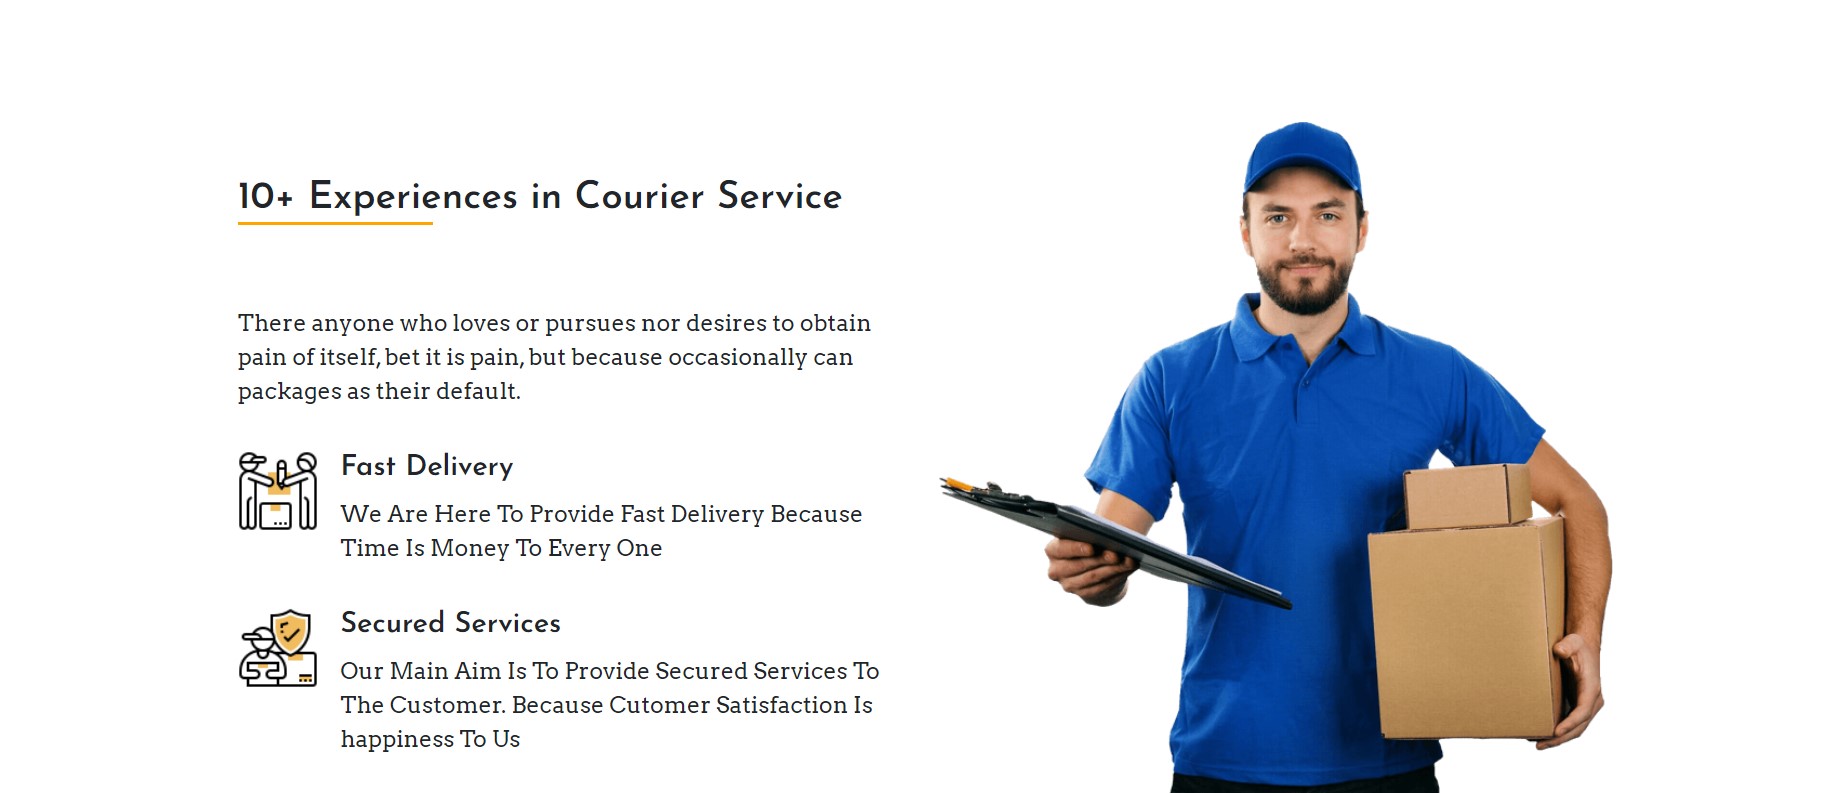 10+ Experiences in Courier Service
There anyone who loves or pursues nor desires to obtain
pain of itself, bet it is pain, but because occasionally can
packages as their default.
Fast Delivery
We Are Here To Provide Fast Delivery Because
Time Is Money To Every One
Secured Services
Our Main Aim Is To Provide Secured Services To
The Customer. Because Cutomer Satisfaction Is
happiness To Us